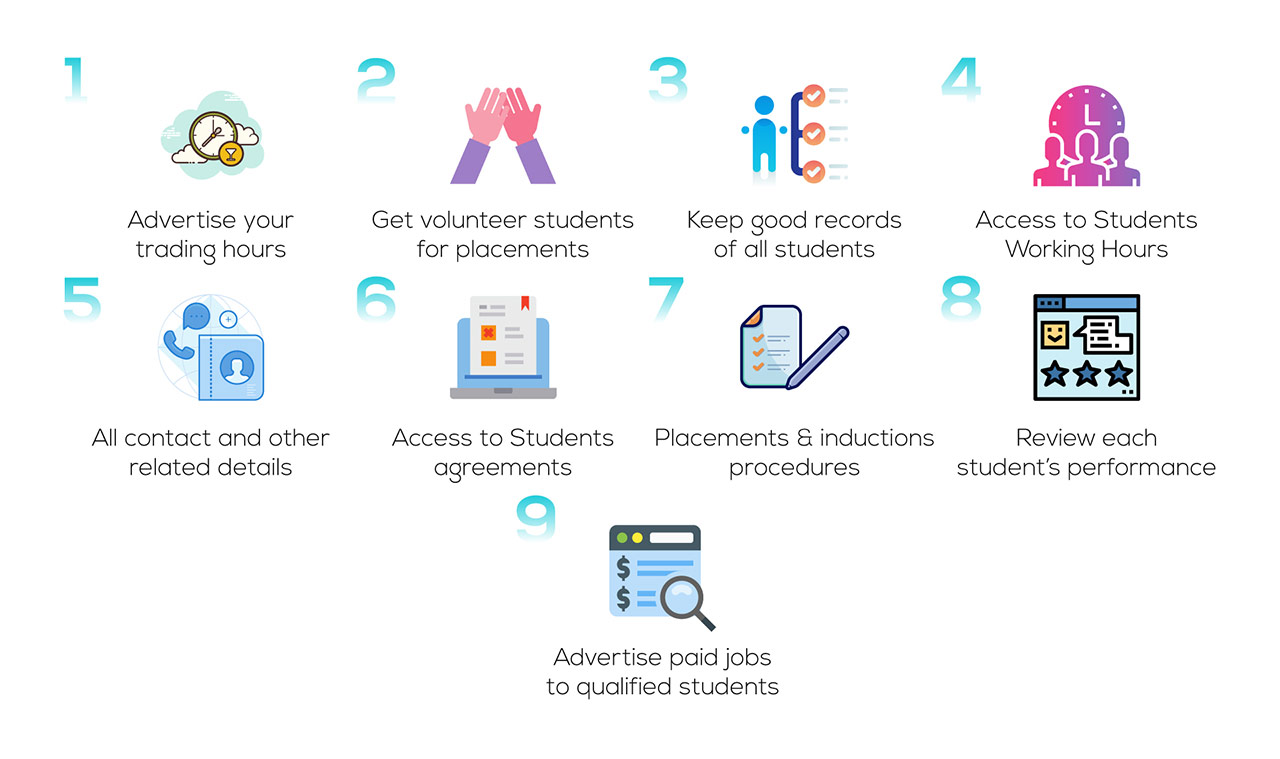 1
Advertise your
trading hours
2
Get volunteer students
for placements
3
Keep good records
of all students
4
Access to Students
Working Hours
5
All contact and other
related details
6
Access to Students
agreements
7
Placements & inductions
procedures
8
Review each
student's performance
9
$
$
Advertise paid jobs
to qualified students